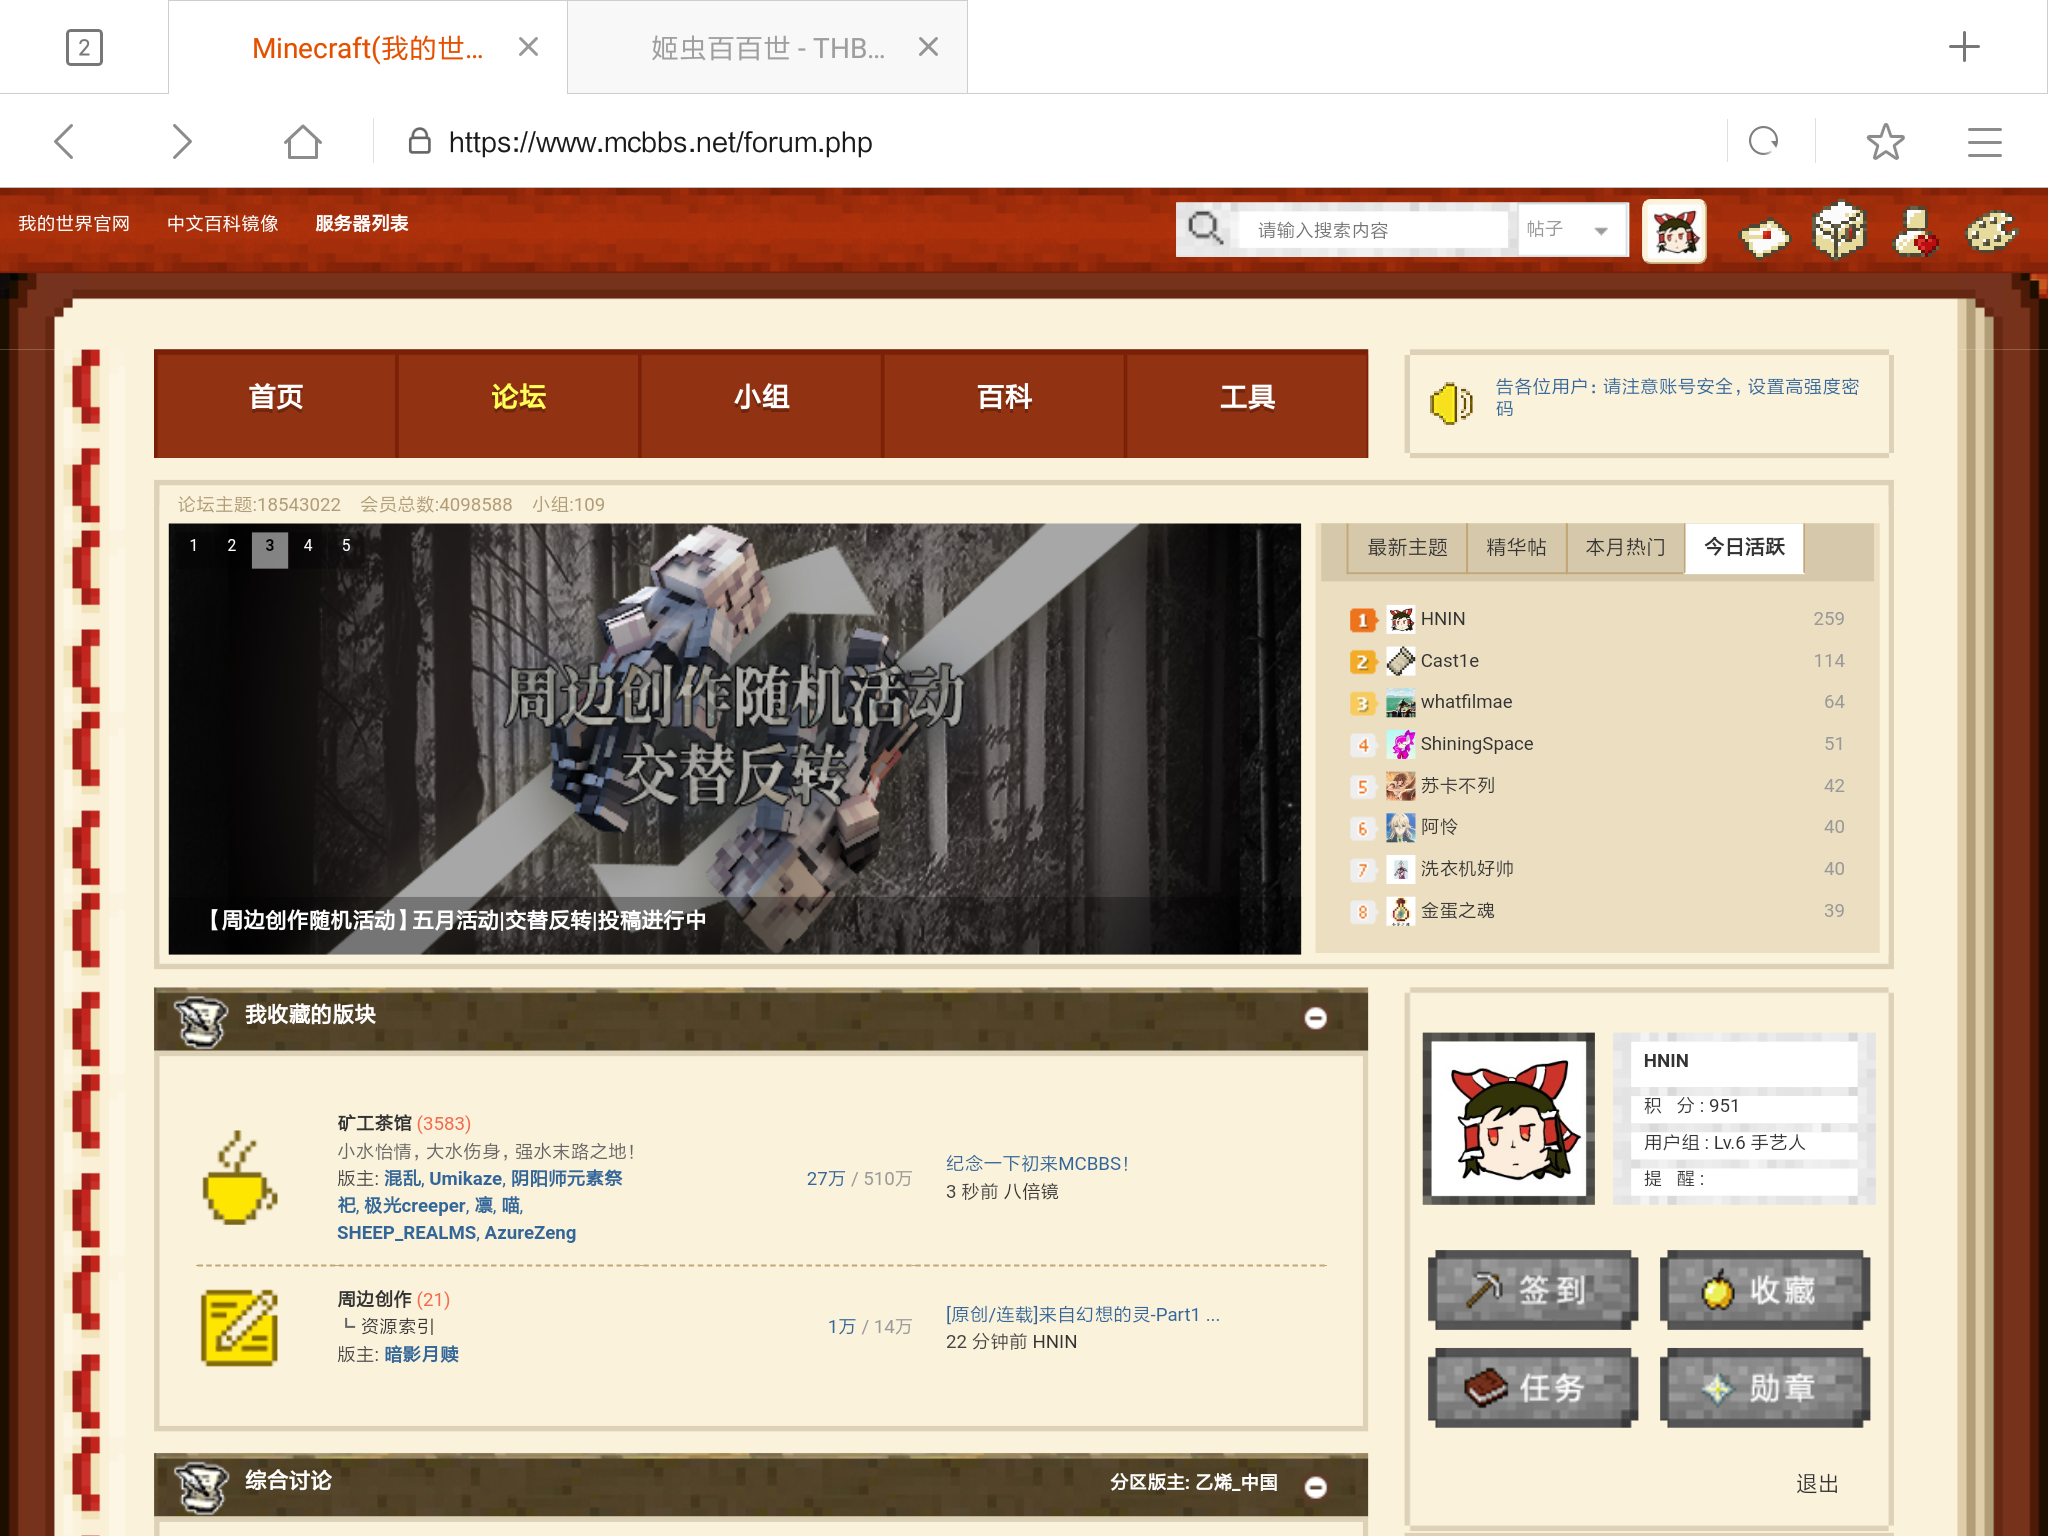 2
Minecraft(我的世...
姬虫百百世 - THB...
https://www.mcbbs.net/forum.php
我的世界官网 中文百科镜像 服务器列表
请输入搜索内容 帖子
首页 论坛 小组 百科 工具
告各位用户：请注意账号安全，设置高强度密
码
论坛主题:18543022 会员总数:4098588 小组:109
1 2 3 4 5
周边创作随机活动
交替反转
【周边创作随机活动】五月活动|交替反转|投稿进行中
最新主题 精华帖 本月热门 今日活跃
1 HNIN 259
2 Cast1e 114
3 whatfilmae 64
4 ShiningSpace 51
5 苏卡不列 42
6 阿怜 40
7 洗衣机好帅 40
8 金蛋之魂 39
我收藏的版块
矿工茶馆 (3583)
小水怡情，大水伤身，强水末路之地！
版主: 混乱, Umikaze, 阴阳师元素祭
祀, 极光creeper, 凛, 喵,
SHEEP_REALMS, AzureZeng
27万 / 510万
纪念一下初来MCBBS！
3 秒前 八倍镜
周边创作 (21)
┗ 资源索引
版主: 暗影月赎
1万 / 14万
[原创/连载]来自幻想的灵-Part1 ...
22 分钟前 HNIN
综合讨论
分区版主: 乙烯_中国
HNIN
积 分 : 951
用户组 : Lv.6 手艺人
提 醒 :
签到 收藏
任务 勋章
退出